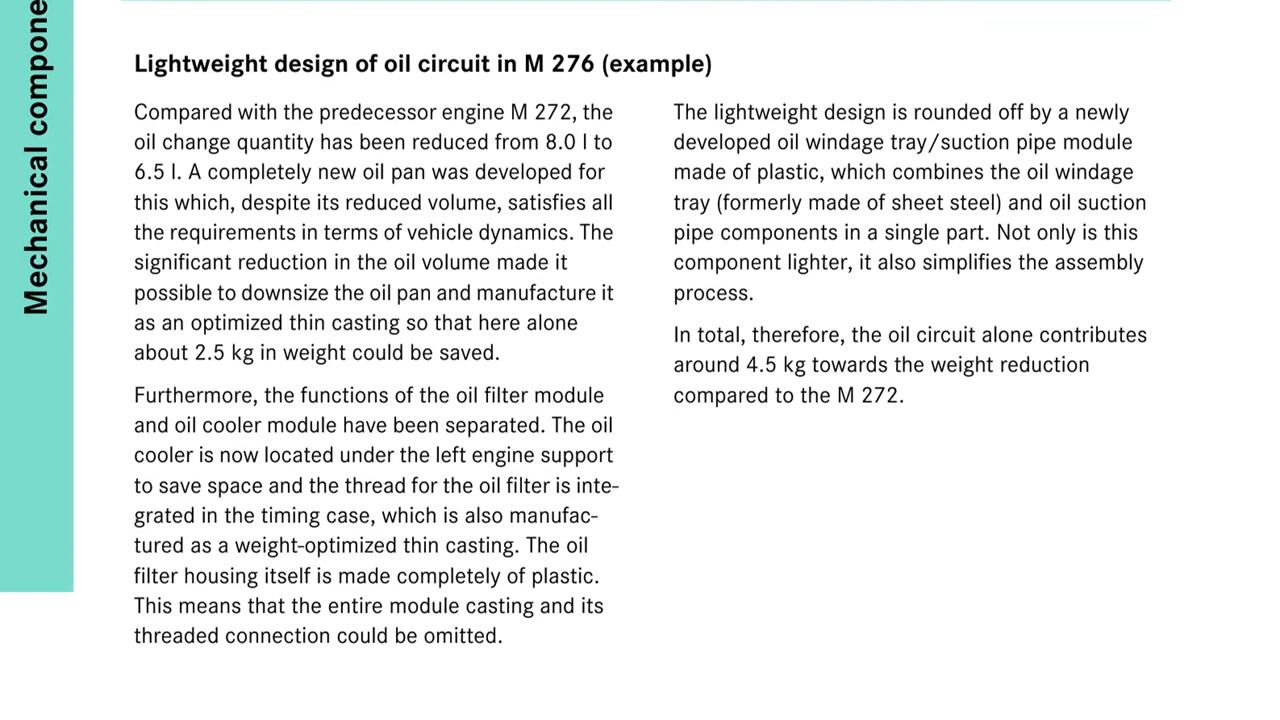 Mechanical compone
Lightweight design of oil circuit in M 276 (example)
Compared with the predecessor engine M 272, the
oil change quantity has been reduced from 8.0 l to
6.5 l. A completely new oil pan was developed for
this which, despite its reduced volume, satisfies all
the requirements in terms of vehicle dynamics. The
significant reduction in the oil volume made it
possible to downsize the oil pan and manufacture it
as an optimized thin casting so that here alone
about 2.5 kg in weight could be saved.
Furthermore, the functions of the oil filter module
and oil cooler module have been separated. The oil
cooler is now located under the left engine support
to save space and the thread for the oil filter is inte-
grated in the timing case, which is also manufac-
tured as a weight-optimized thin casting. The oil
filter housing itself is made completely of plastic.
This means that the entire module casting and its
threaded connection could be omitted.
The lightweight design is rounded off by a newly
developed oil windage tray/suction pipe module
made of plastic, which combines the oil windage
tray (formerly made of sheet steel) and oil suction
pipe components in a single part. Not only is this
component lighter, it also simplifies the assembly
process.
In total, therefore, the oil circuit alone contributes
around 4.5 kg towards the weight reduction
compared to the M 272.